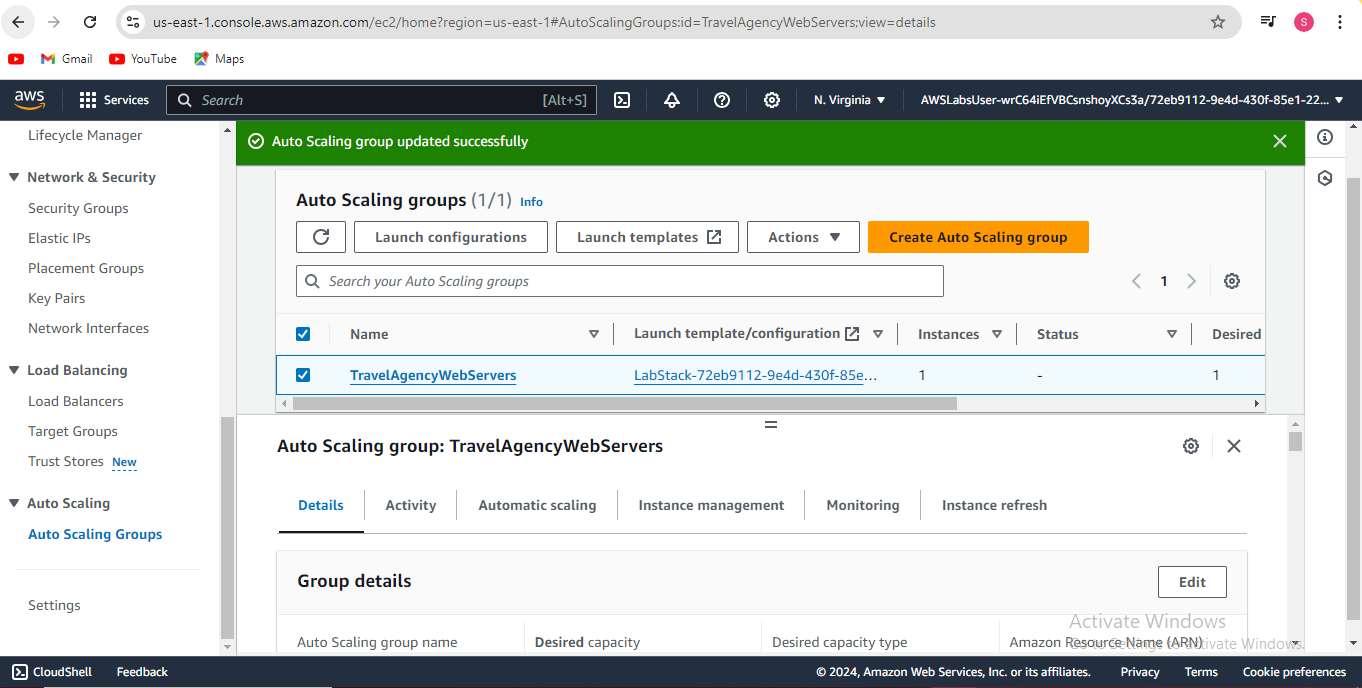 us-east-1.console.aws.amazon.com/ec2/home?region=us-east-1#AutoScalingGroups:id=TravelAgencyWebServers;view=details
S
Gmail YouTube Maps
aws Services Search [Alt+S] N. Virginia AWSLabsUser-wrC64iEfVBCsnshoyXCs3a/72eb9112-9e4d-430f-85e1-22...
Lifecycle Manager
Network & Security
Security Groups
Elastic IPs
Placement Groups
Key Pairs
Network Interfaces
Load Balancing
Load Balancers
Target Groups
Trust Stores New
Auto Scaling
Auto Scaling Groups
Settings
Auto Scaling group updated successfully
Auto Scaling groups (1/1) Info
Launch configurations Launch templates Actions Create Auto Scaling group
Search your Auto Scaling groups
1
Name Launch template/configuration Instances Status Desired
TravelAgencyWebServers LabStack-72eb9112-9e4d-430f-85e... 1 - 1
Auto Scaling group: TravelAgencyWebServers
Details Activity Automatic scaling Instance management Monitoring Instance refresh
Group details Edit
Auto Scaling group name Desired capacity Desired capacity type Amazon Resource Name (ARN)
Activate Windows
Go to Settings to activate Windows.
CloudShell Feedback © 2024, Amazon Web Services, Inc. or its affiliates. Privacy Terms Cookie preferences